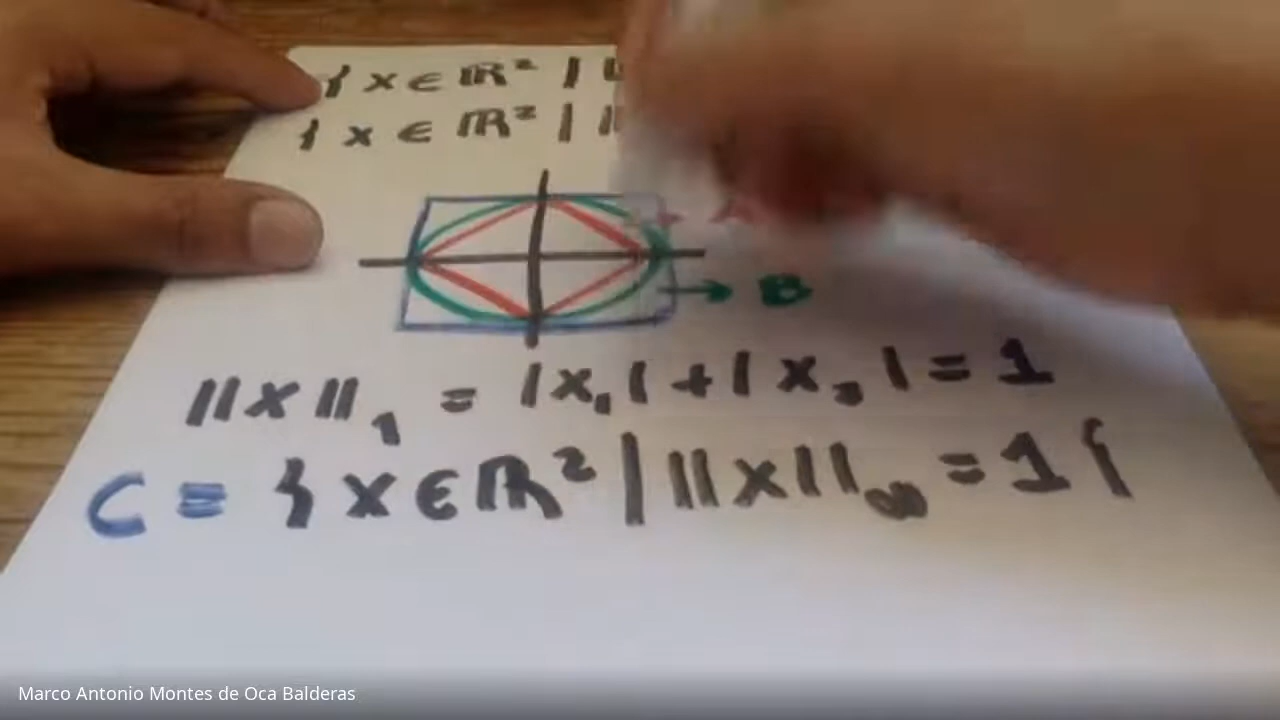 { x ∈ ℝ² |
{ x ∈ ℝ² | ||
A
B
||x||₁ = |x₁| + |x₂| = 1
C = { x ∈ ℝ² | ||x||∞ = 1 {
Marco Antonio Montes de Oca Balderas